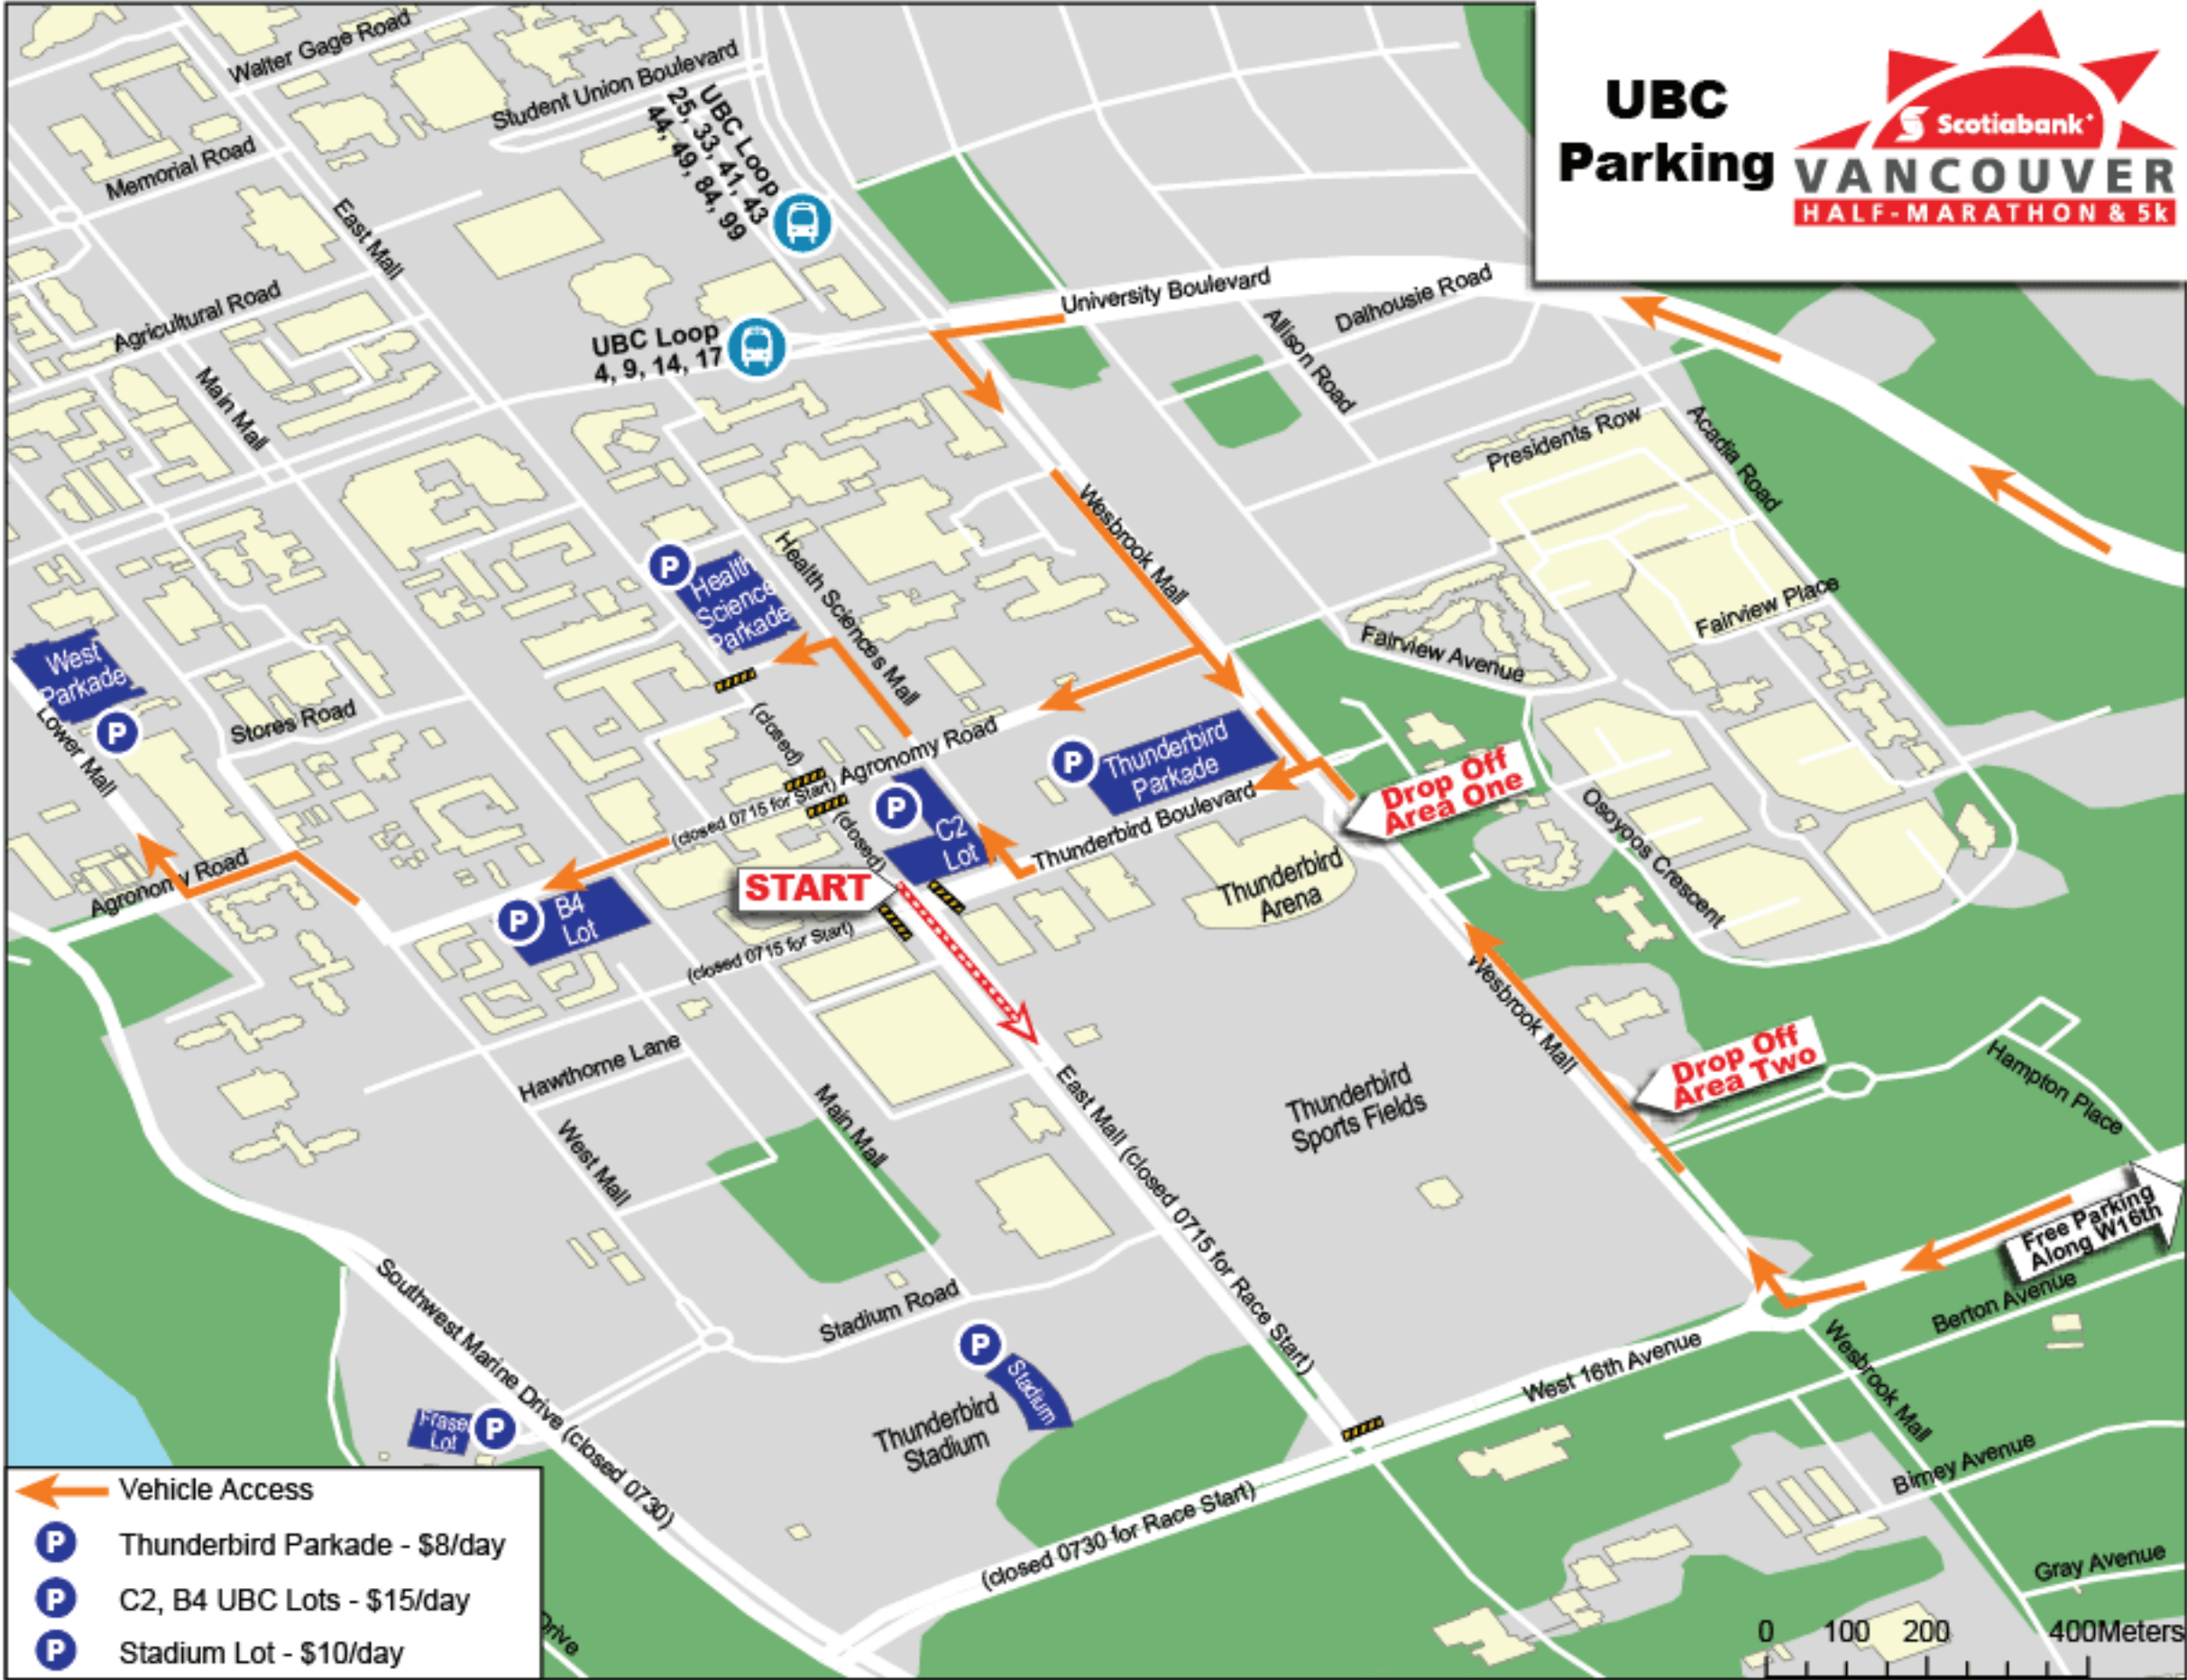 UBC
Parking
Scotiabank
VANCOUVER
HALF-MARATHON & 5k
Walter Gage Road
Student Union Boulevard
Memorial Road
UBC Loop
25, 33, 41, 43
44, 49, 84, 99
East Mall
Agricultural Road
UBC Loop
4, 9, 14, 17
University Boulevard
Dalhousie Road
Allison Road
Main Mall
Presidents Row
Acadia Road
Wesbrook Mall
P
Health
Science
Parkade
Health Sciences Mall
Fairview Place
Fairview Avenue
West
Parkade
P
Lower Mall
Stores Road
(closed)
Agronomy Road
(closed 0715 for Start)
(closed)
P
Thunderbird
Parkade
P
C2
Lot
Thunderbird Boulevard
Drop Off
Area One
Osoyoos Crescent
Thunderbird
Arena
START
Agronomy Road
P
B4
Lot
(closed 0715 for Start)
Wesbrook Mall
Drop Off
Area Two
Hampton Place
Hawthorne Lane
Main Mall
West Mall
Thunderbird
Sports Fields
East Mall (closed 0715 for Race Start)
Free Parking
Along W16th
Berton Avenue
Southwest Marine Drive (closed 0730)
Stadium Road
P
Stadium
Thunderbird
Stadium
West 16th Avenue
Wesbrook Mall
Fraser
Lot
P
(closed 0730 for Race Start)
Birney Avenue
Gray Avenue
Vehicle Access
P Thunderbird Parkade - $8/day
P C2, B4 UBC Lots - $15/day
P Stadium Lot - $10/day
Drive
0 100 200 400Meters